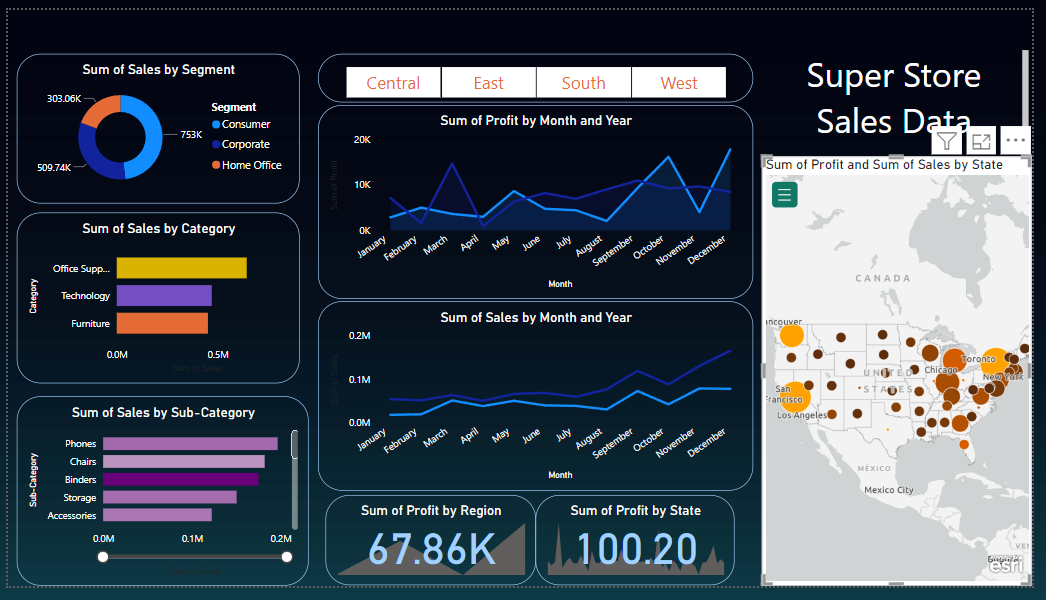 Super Store
Sales Data
Sum of Sales by Segment
303.06K
753K
509.74K
Segment
Consumer
Corporate
Home Office
Central
East
South
West
Sum of Profit by Month and Year
Sum of Profit
20K
10K
0K
January
February
March
April
May
June
July
August
September
October
November
December
Month
Sum of Profit and Sum of Sales by State
CANADA
Toronto
Chicago
UNITED
STATES
New York
San
Francisco
Los Angeles
MÉXICO
Mexico City
esri
Sum of Sales by Category
Category
Office Supp...
Technology
Furniture
0.0M
0.5M
Sum of Sales
Sum of Sales by Month and Year
0.2M
0.1M
0.0M
January
February
March
April
May
June
July
August
September
October
November
December
Month
Sum of Sales by Sub-Category
Sub-Category
Phones
Chairs
Binders
Storage
Accessories
0.0M
0.1M
0.2M
Sum of Profit by Region
67.86K
Sum of Profit by State
100.20